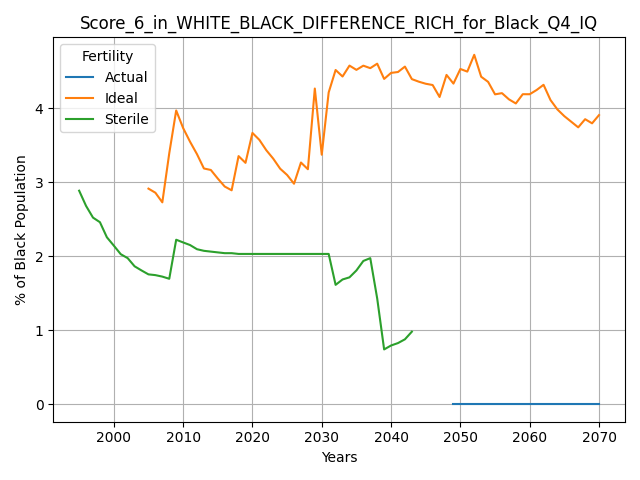 Score_6_in_WHITE_BLACK_DIFFERENCE_RICH_for_Black_Q4_IQ
Fertility
Actual
Ideal
Sterile
% of Black Population
4
3
2
1
0
2000 2010 2020 2030 2040 2050 2060 2070
Years